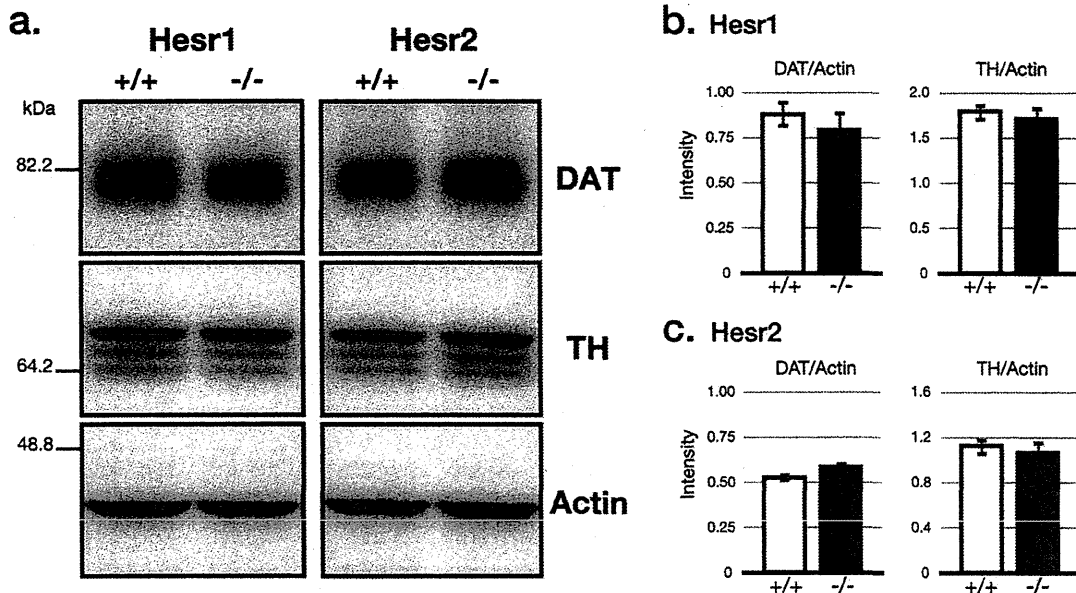 a.
Hesr1 Hesr2
+/+ -/- +/+ -/-
kDa
82.2
DAT
64.2
TH
48.8
Actin
b. Hesr1
DAT/Actin TH/Actin
Intensity
1.00
0.75
0.50
0.25
0
+/+ -/-
2.0
1.5
1.0
0.5
0
+/+ -/-
c. Hesr2
DAT/Actin TH/Actin
Intensity
1.00
0.75
0.50
0.25
0
+/+ -/-
1.6
1.2
0.8
0.4
0
+/+ -/-